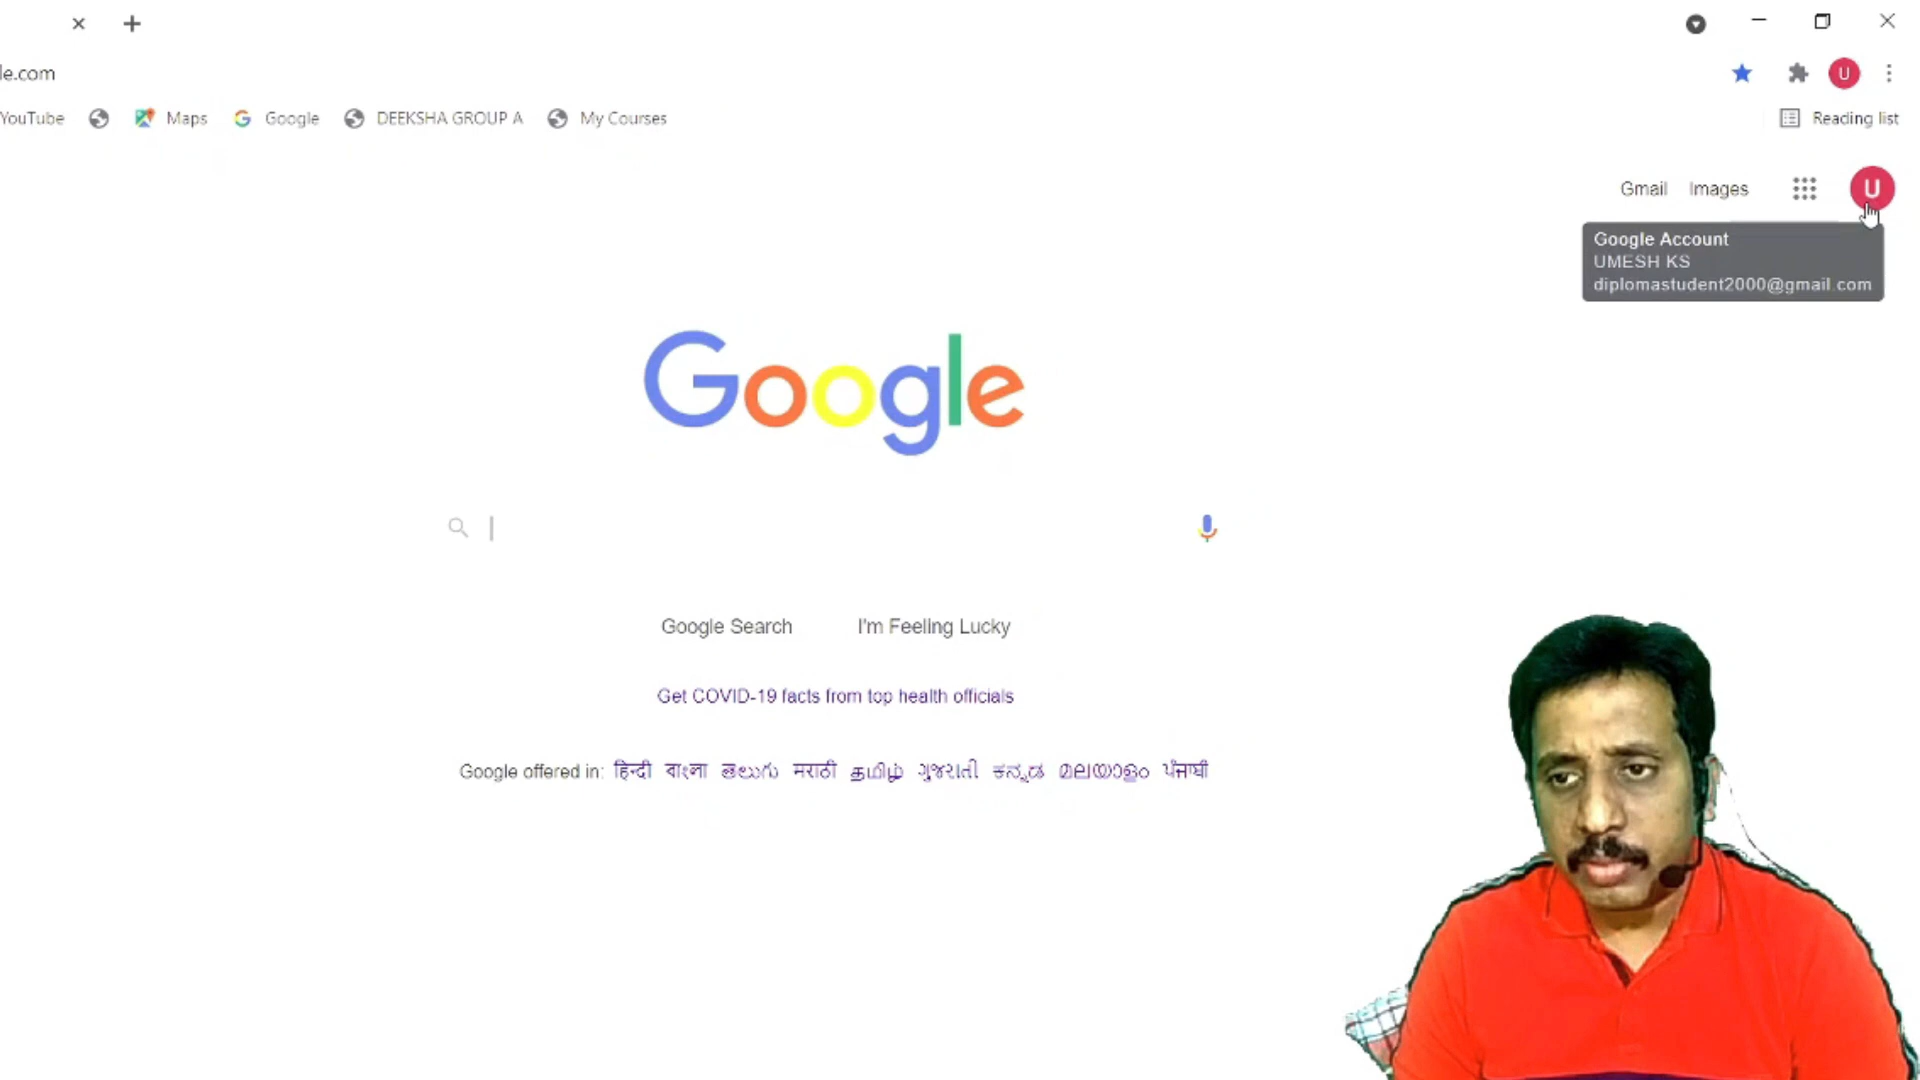 le.com
YouTube Maps Google DEEKSHA GROUP A My Courses Reading list
Gmail Images U
U
Google Account
UMESH KS
diplomastudent2000@gmail.com
Google
Google Search I'm Feeling Lucky
Get COVID-19 facts from top health officials
Google offered in: हिन्दी বাংলা తెలుగు मराठी தமிழ் ગુજરાતી ಕನ್ನಡ മലയാളം ਪੰਜਾਬੀ